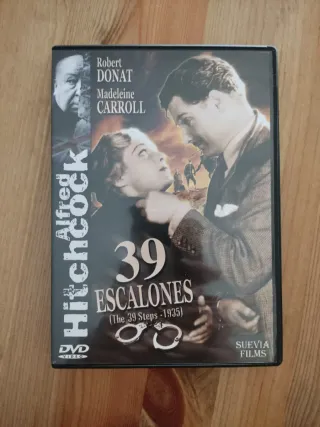 Robert
DONAT
Madeleine
CARROLL
Alfred
Hitchcock
39
ESCALONES
(The 39 Steps -1935)
DVD
VIDEO
SUEVIA
FILMS